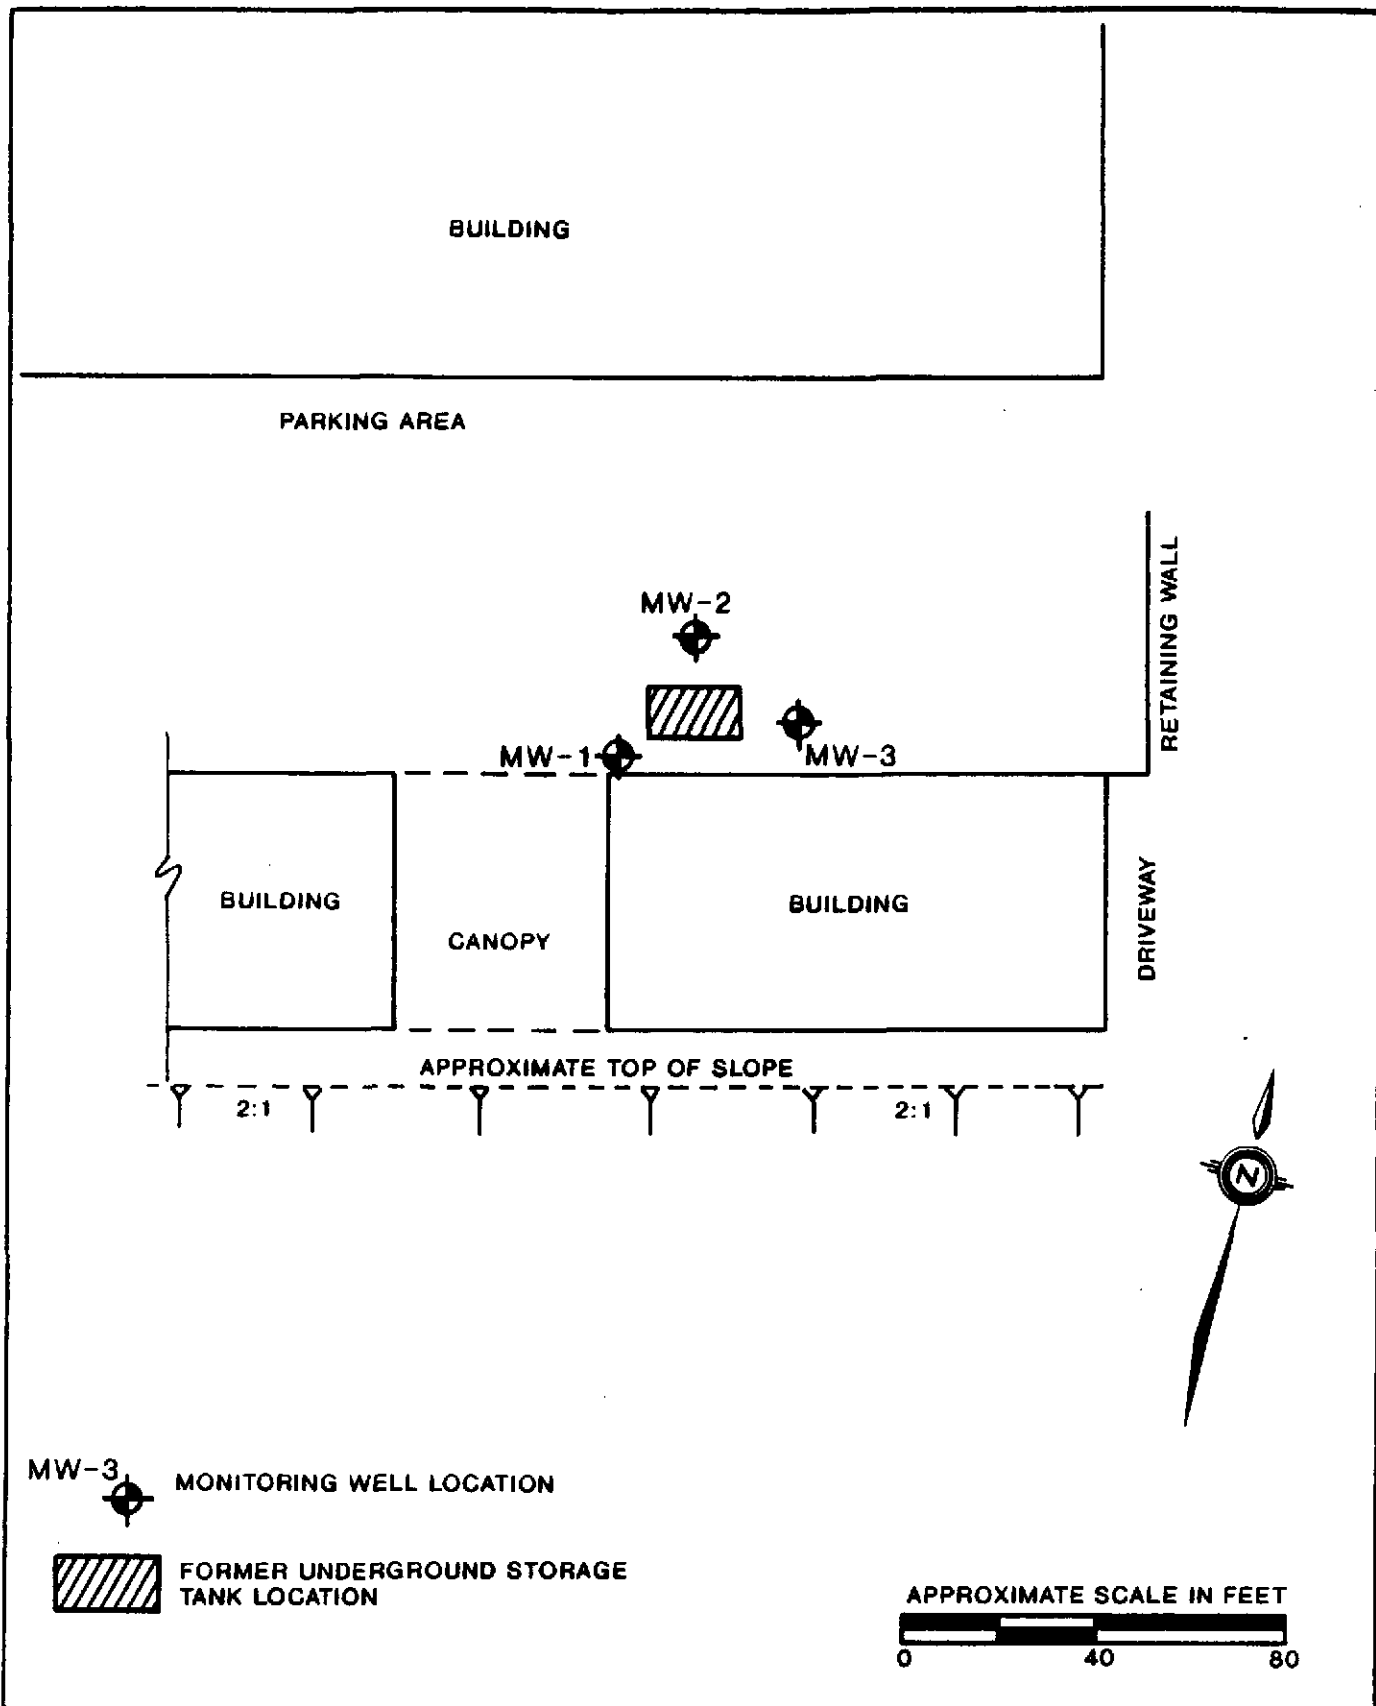 BUILDING
PARKING AREA
MW-2
RETAINING WALL
MW-1
MW-3
BUILDING
CANOPY
BUILDING
DRIVEWAY
APPROXIMATE TOP OF SLOPE
2:1
2:1
N
MW-3
MONITORING WELL LOCATION
FORMER UNDERGROUND STORAGE
TANK LOCATION
APPROXIMATE SCALE IN FEET
0 40 80